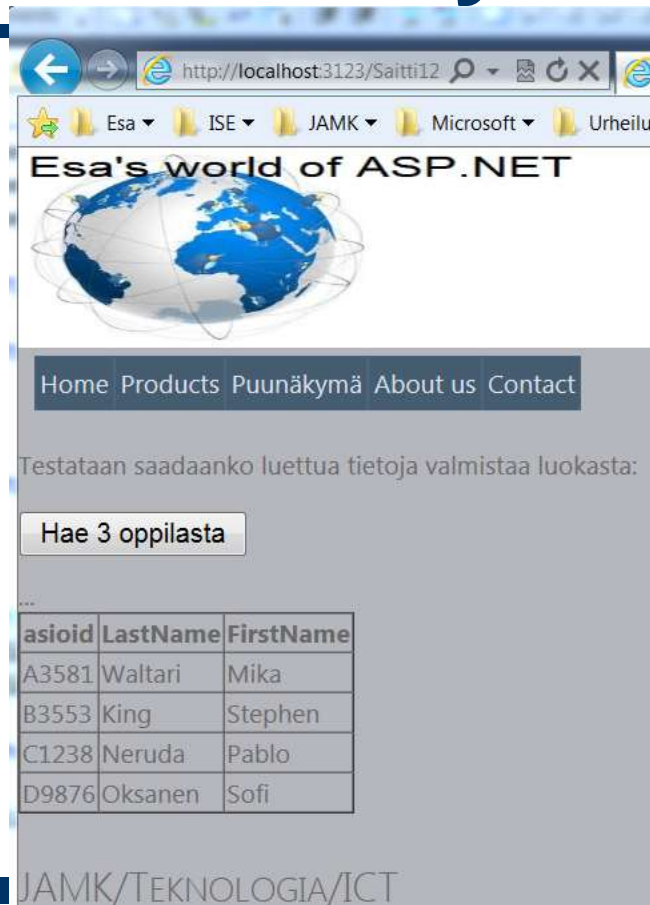 http://localhost:3123/Saitti12
Esa ISE JAMK Microsoft Urheilu
Esa's world of ASP.NET
Home Products Puunäkymä About us Contact
Testataan saadaanko luettua tietoja valmistaa luokasta:
Hae 3 oppilasta
...
asioid LastName FirstName
A3581 Waltari Mika
B3553 King Stephen
C1238 Neruda Pablo
D9876 Oksanen Sofi
JAMK/TEKNOLOGIA/ICT